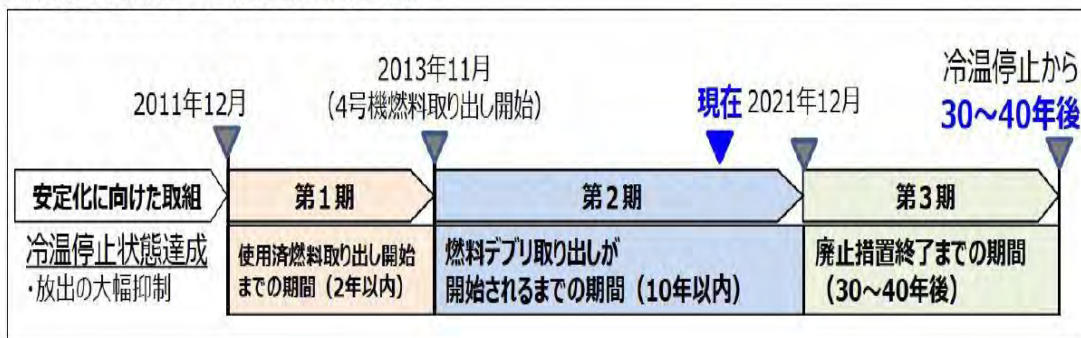 2011年12月
2013年11月
(4号機燃料取り出し開始)
現在
2021年12月
冷温停止から
30～40年後
安定化に向けた取組
第1期
第2期
第3期
冷温停止状態達成
・放出の大幅抑制
使用済燃料取り出し開始
までの期間（2年以内）
燃料デブリ取り出しが
開始されるまでの期間（10年以内）
廃止措置終了までの期間
（30～40年後）